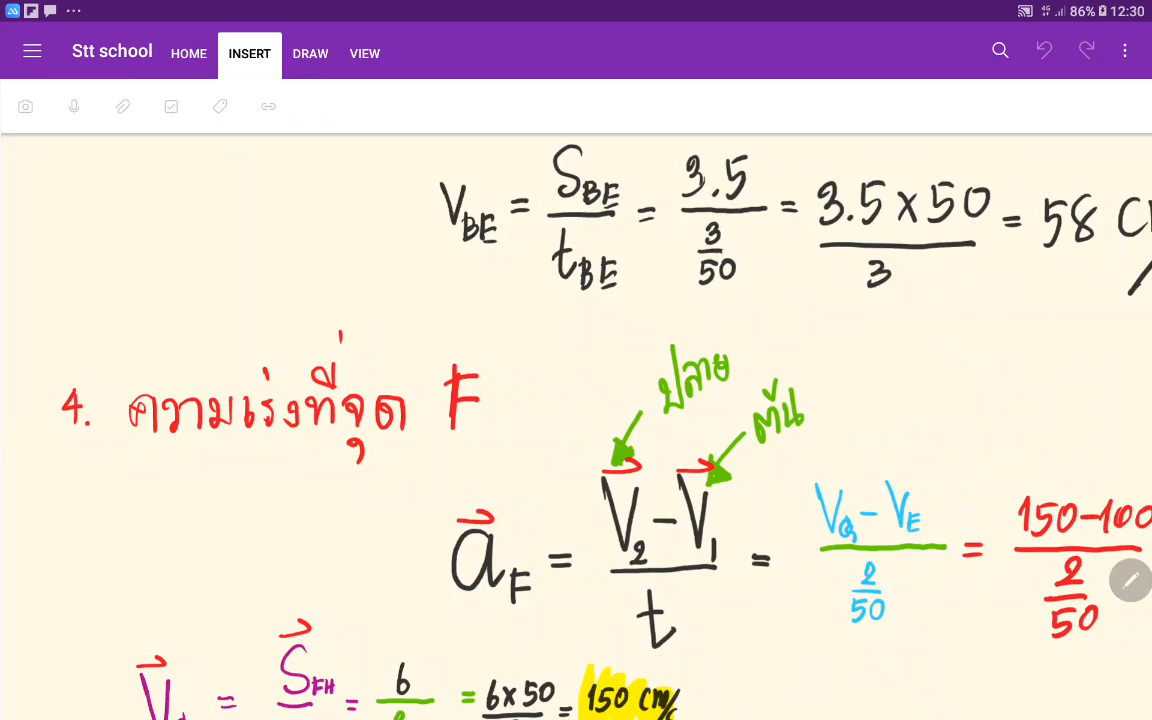 86% 12:30
Stt school HOME INSERT DRAW VIEW
V_BE = S_BE / t_BE = 3.5 / (3/50) = 3.5 x 50 / 3 = 58
ปลาย
ต้น
4. ความเร่งที่จุด F
a_F = V_2 - V_1 / t = V_G - V_E / (2/50) = 150-100 / (2/50)
S_FH = 6 = 6x50 = 150 cm/